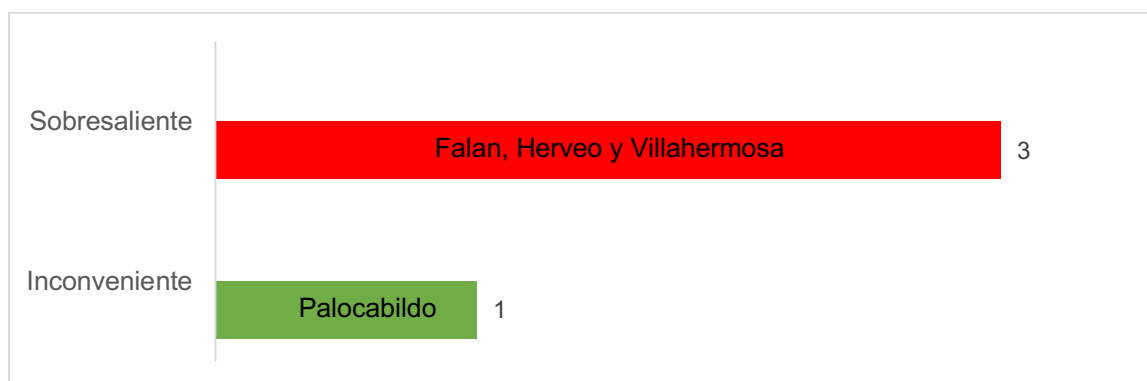 Sobresaliente
Falan, Herveo y Villahermosa 3
Inconveniente
Palocabildo 1